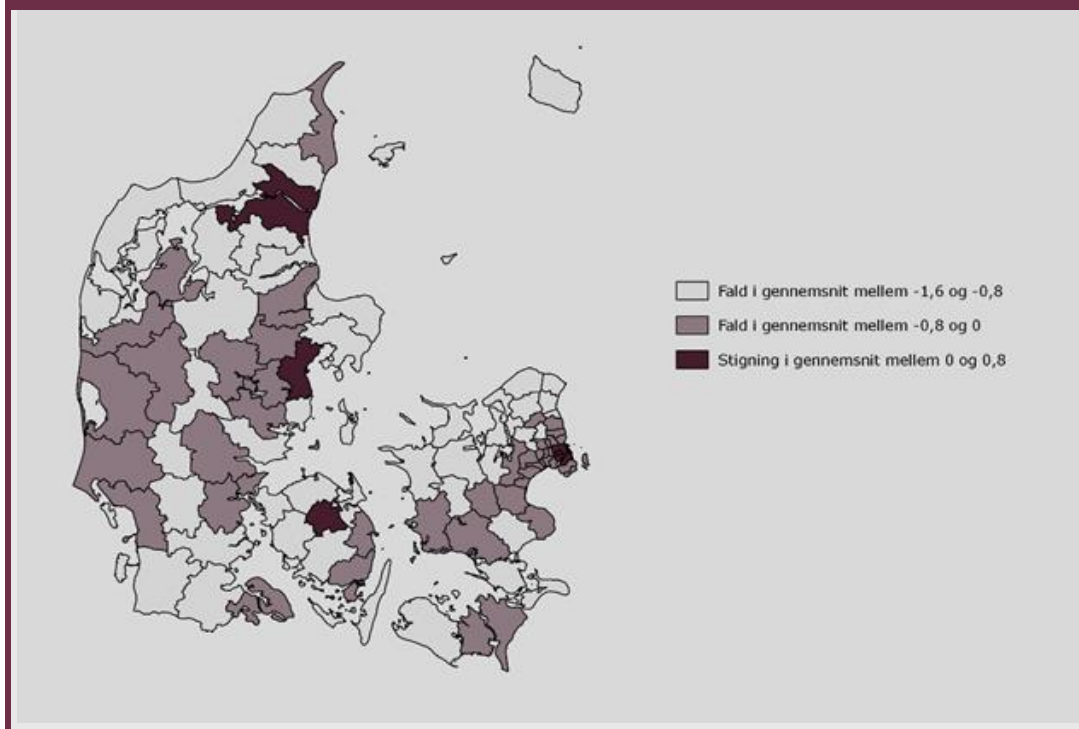 Fald i gennemsnit mellem -1,6 og -0,8
Fald i gennemsnit mellem -0,8 og 0
Stigning i gennemsnit mellem 0 og 0,8